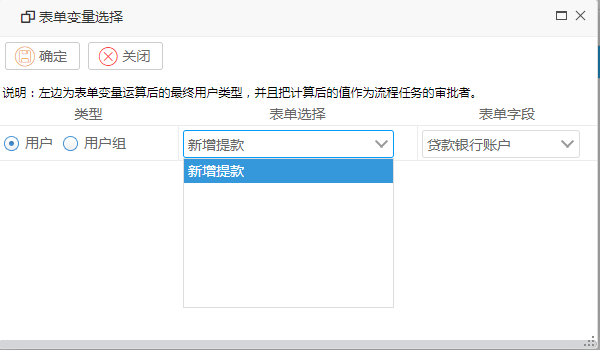 表单变量选择
确定 关闭
说明：左边为表单变量运算后的最终用户类型，并且把计算后的值作为流程任务的审批者。
类型 表单选择 表单字段
用户 用户组 新增提款 贷款银行账户
新增提款